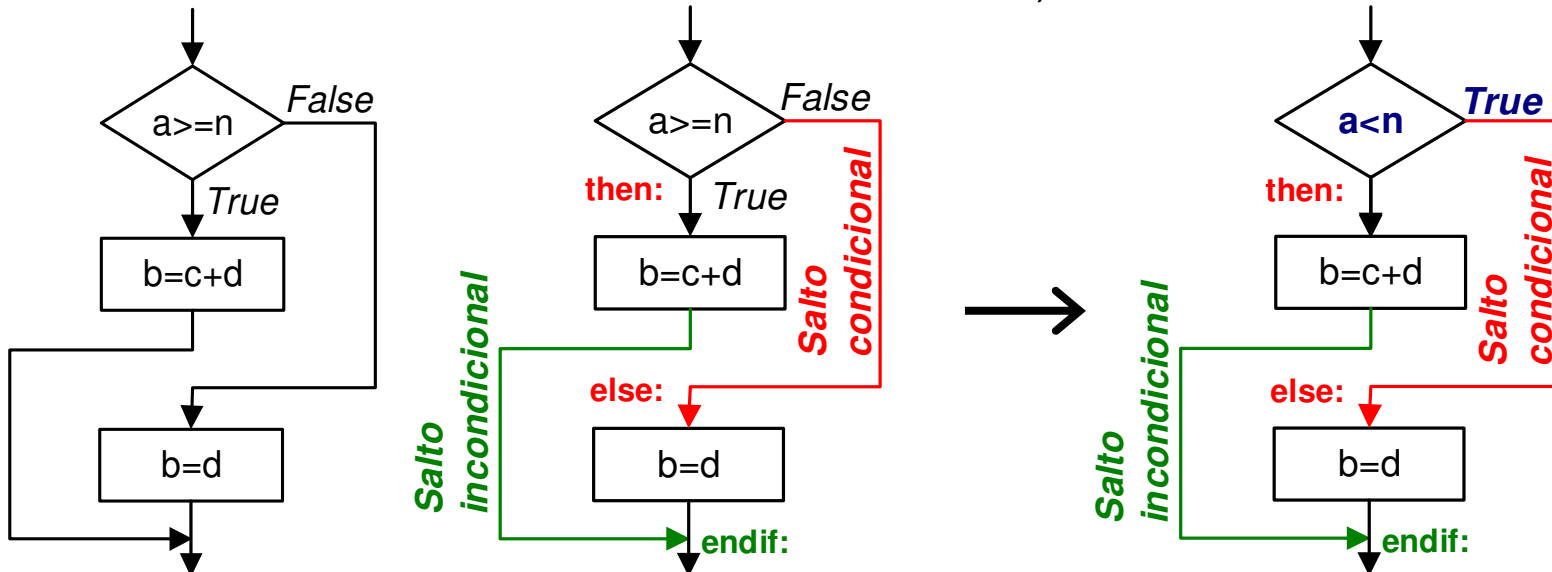 a>=n
False
True
b=c+d
b=d
a>=n
False
then:
True
b=c+d
Salto
condicional
Salto
incondicional
else:
b=d
endif:
a<n
True
then:
b=c+d
Salto
condicional
Salto
incondicional
else:
b=d
endif: